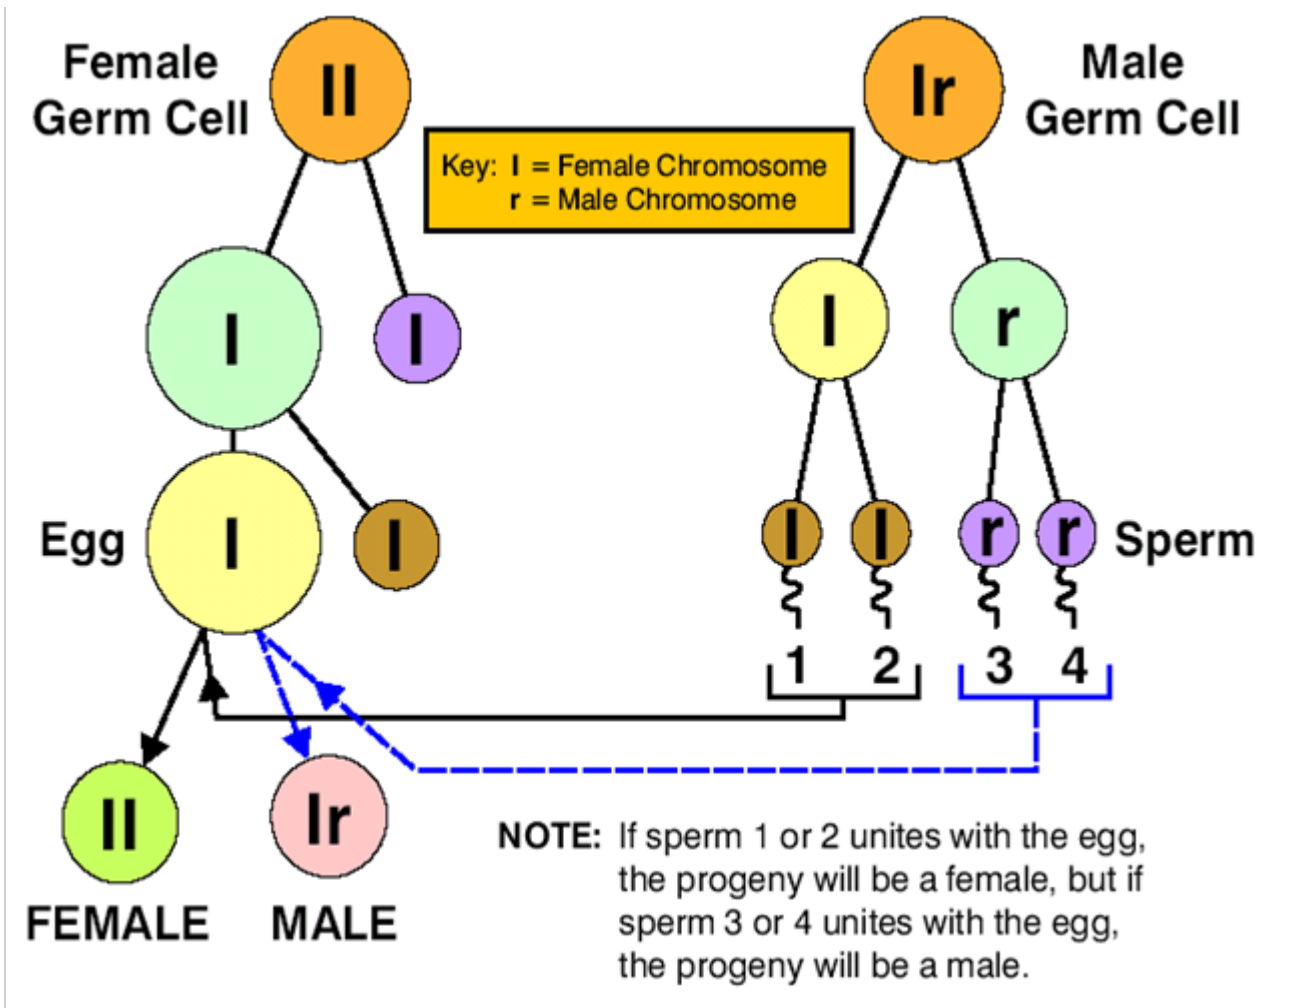 Female
Germ Cell
II
Ir
Male
Germ Cell
Key: I = Female Chromosome
r = Male Chromosome
I
I
I
r
Egg
I
I
I
I
r
r
Sperm
1
2
3
4
II
Ir
FEMALE
MALE
NOTE: If sperm 1 or 2 unites with the egg,
the progeny will be a female, but if
sperm 3 or 4 unites with the egg,
the progeny will be a male.